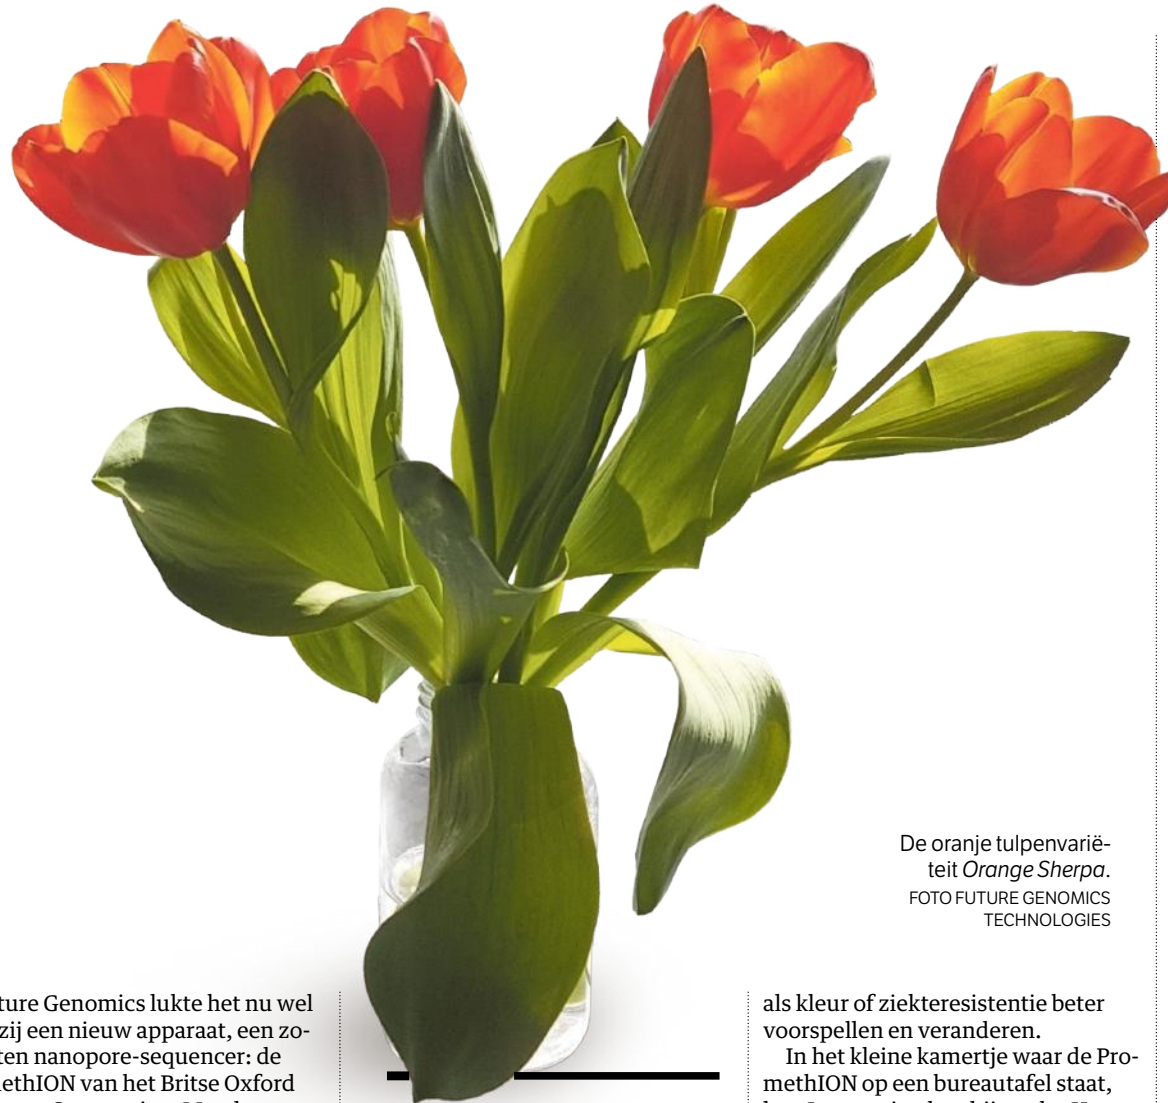 De oranje tulpenvarië-
teit Orange Sherpa.
FOTO FUTURE GENOMICS
TECHNOLOGIES
ture Genomics lukte het nu wel
zij een nieuw apparaat, een zo-
ten nanopore-sequencer: de
methION van het Britse Oxford
als kleur of ziekteresistentie beter
voorspellen en veranderen.
In het kleine kamertje waar de Pro-
methION op een bureautafel staat,